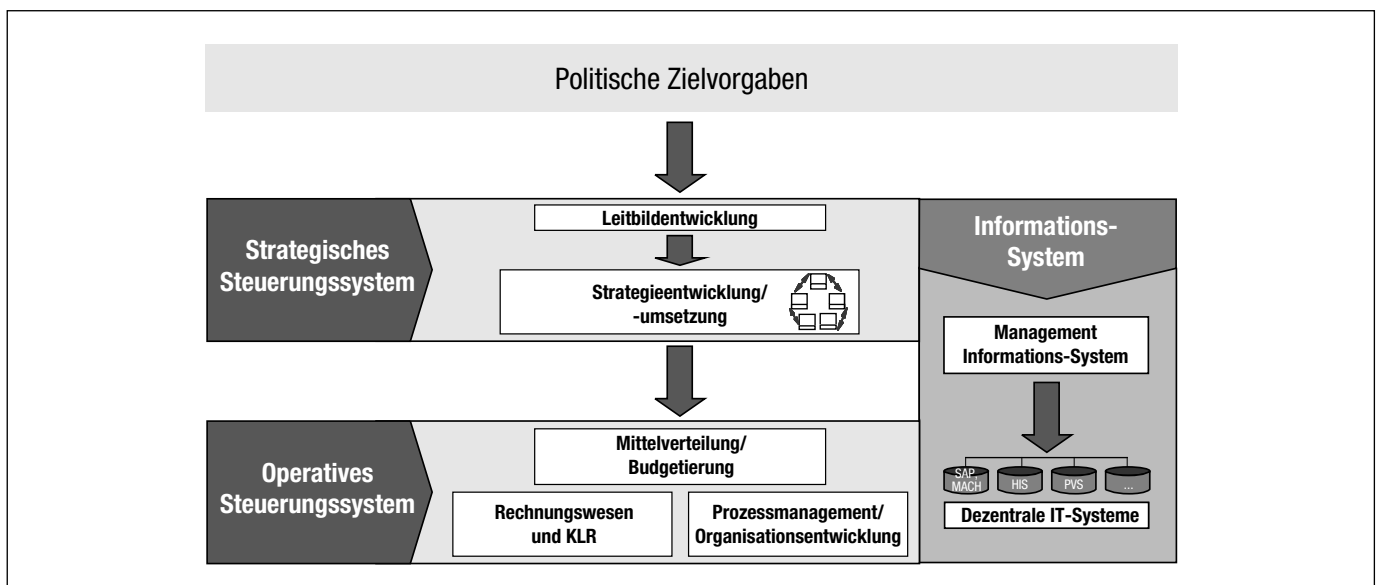 Politische Zielvorgaben
Strategisches
Steuerungssystem
Leitbildentwicklung
Strategieentwicklung/
-umsetzung
Operatives
Steuerungssystem
Mittelverteilung/
Budgetierung
Rechnungswesen
und KLR
Prozessmanagement/
Organisationsentwicklung
Informations-
System
Management
Informations-System
SAP,
MACH
HIS
PVS
...
Dezentrale IT-Systeme